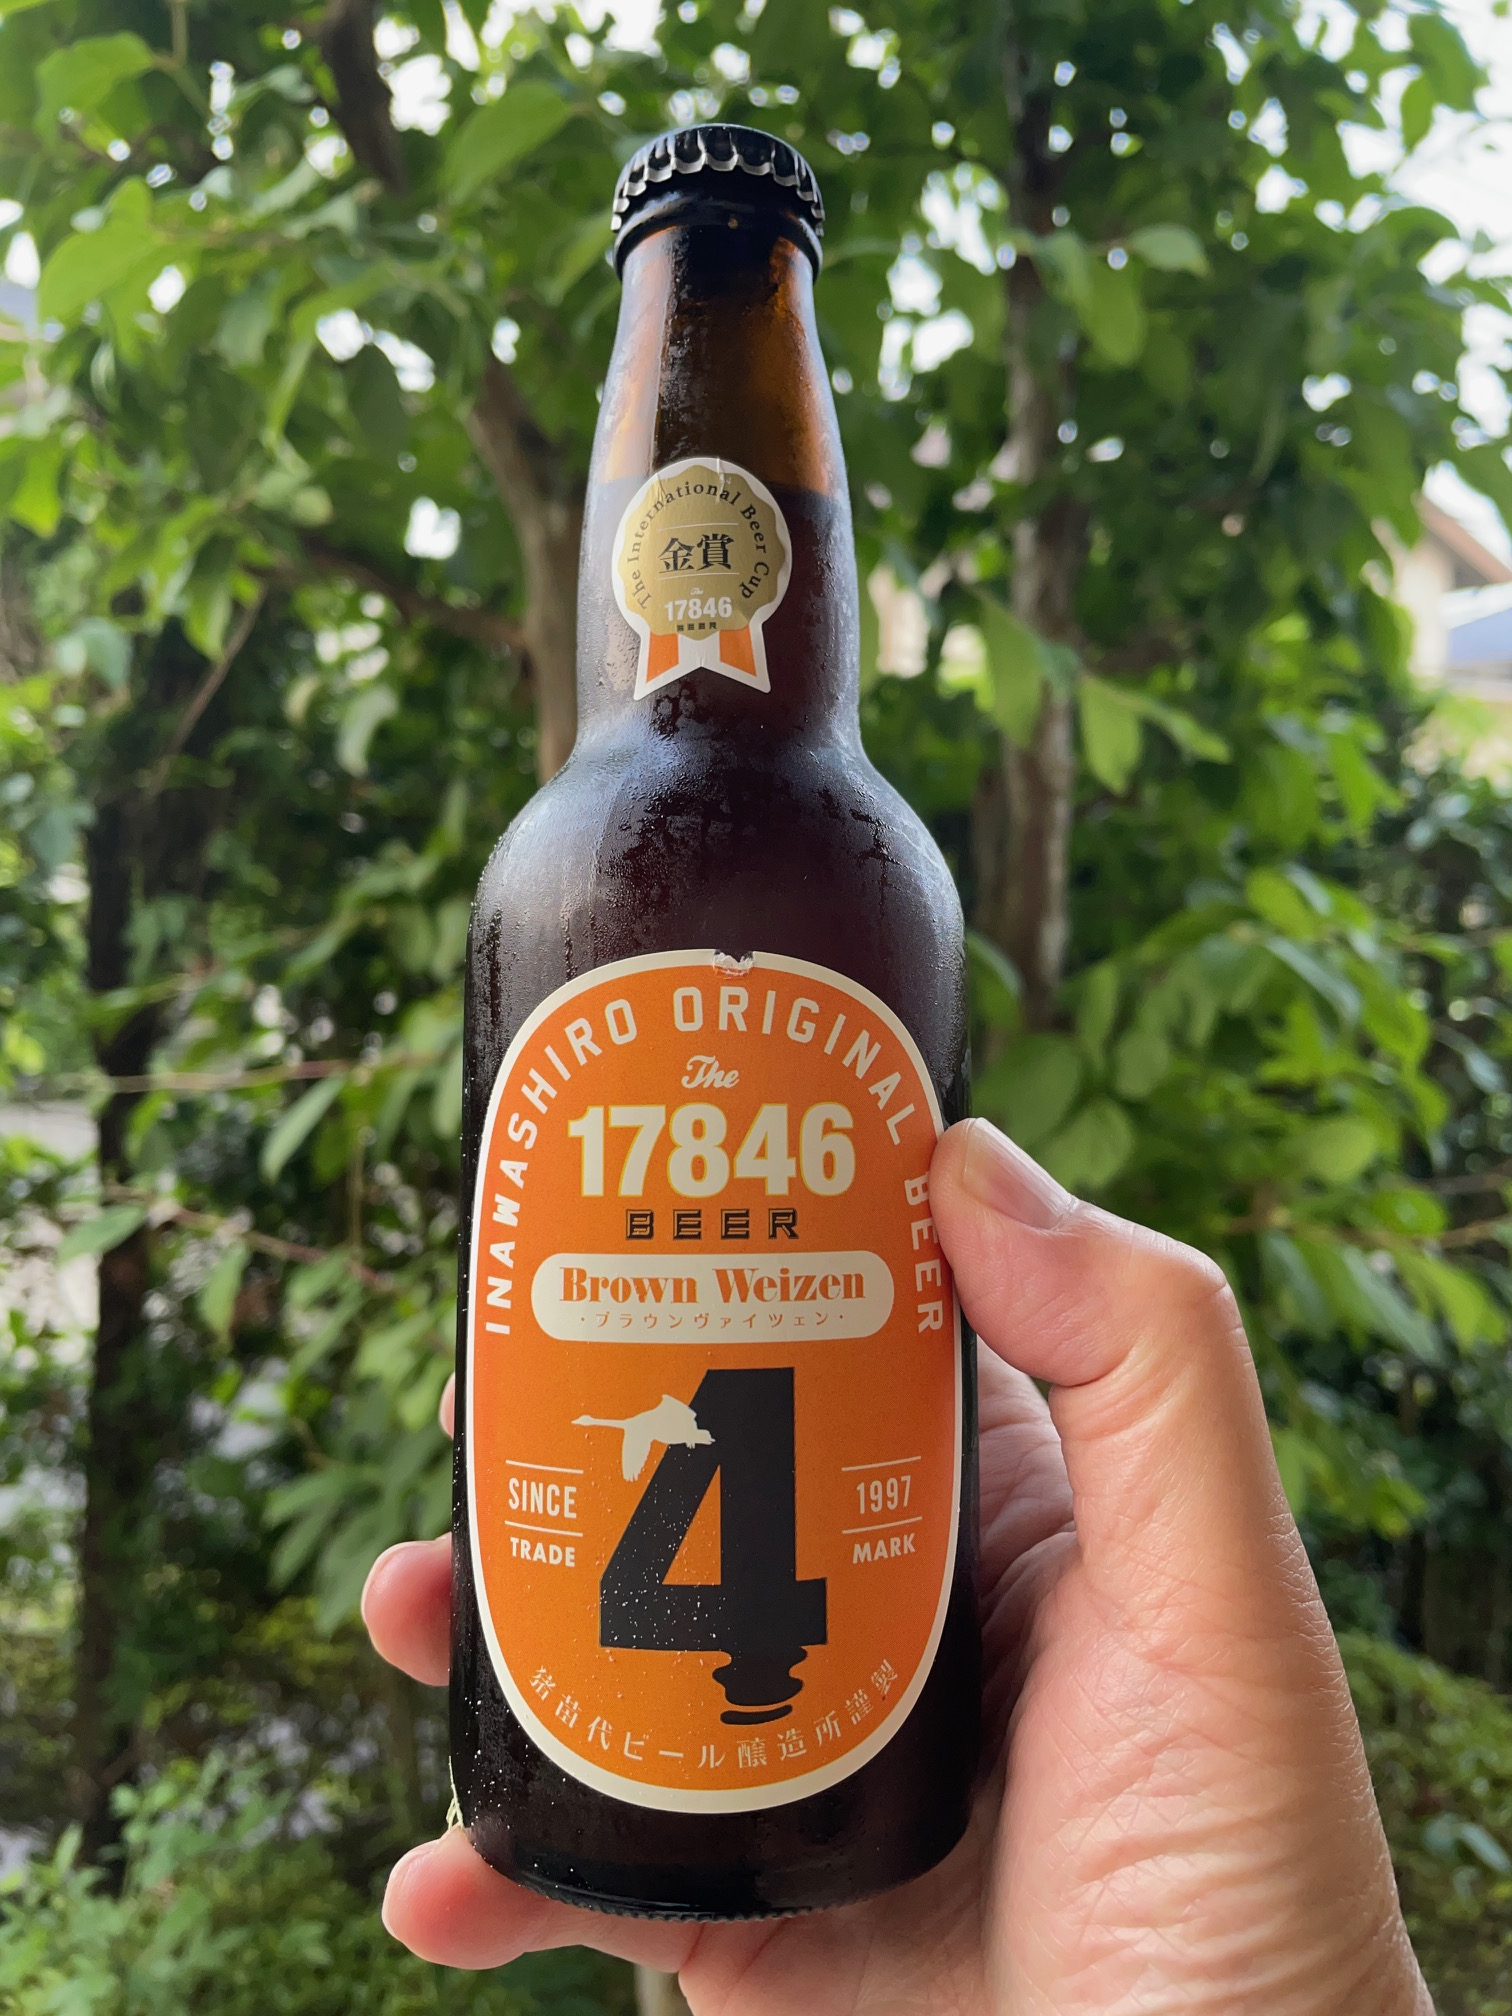 The International Beer Cup
金賞
The
17846
INAWASHIRO ORIGINAL BEER
The
17846
BEER
Brown Weizen
・ブラウンヴァイツェン・
4
SINCE
1997
TRADE
MARK
猪苗代ビール醸造所謹製